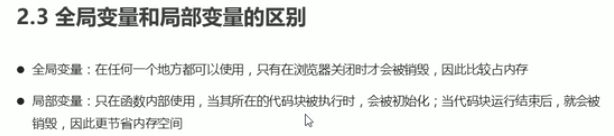 2.3 全局变量和局部变量的区别
● 全局变量：在任何一个地方都可以使用，只有在浏览器关闭时才会被销毁，因此比较占内存
● 局部变量：只在函数内部使用，当其所在的代码块被执行时，会被初始化；当代码块运行结束后，就会被
销毁，因此更节省内存空间